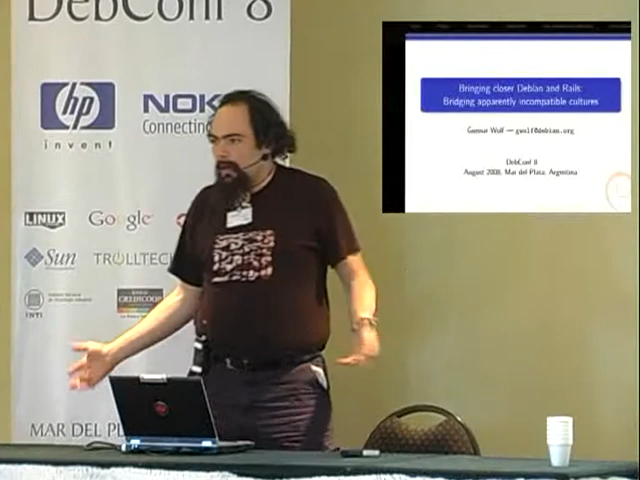 DebConf 8
Bringing closer Debian and Rails:
Bridging apparently incompatible cultures
Gunnar Wolf — gwolf@debian.org
DebConf 8
August 2008, Mar del Plata, Argentina
hp
invent
NOK
Connecting
LINUX
Google
Sun
TROLLTECH
INTI
CREDICOOP
MAR DEL PL